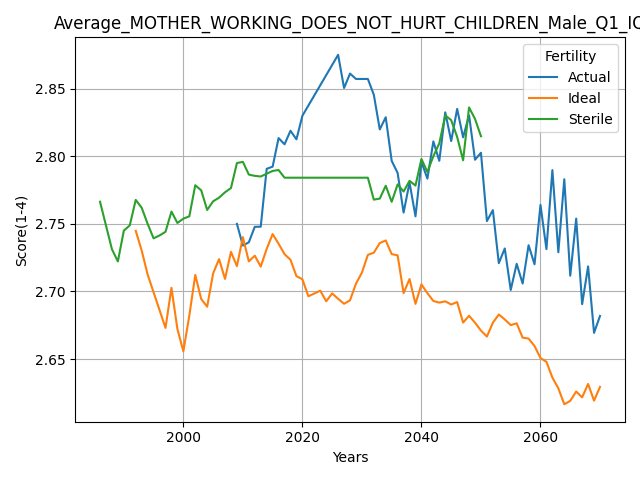 Average_MOTHER_WORKING_DOES_NOT_HURT_CHILDREN_Male_Q1_IC
Fertility
Actual
Ideal
Sterile
Score(1-4)
2.85
2.80
2.75
2.70
2.65
2000 2020 2040 2060
Years